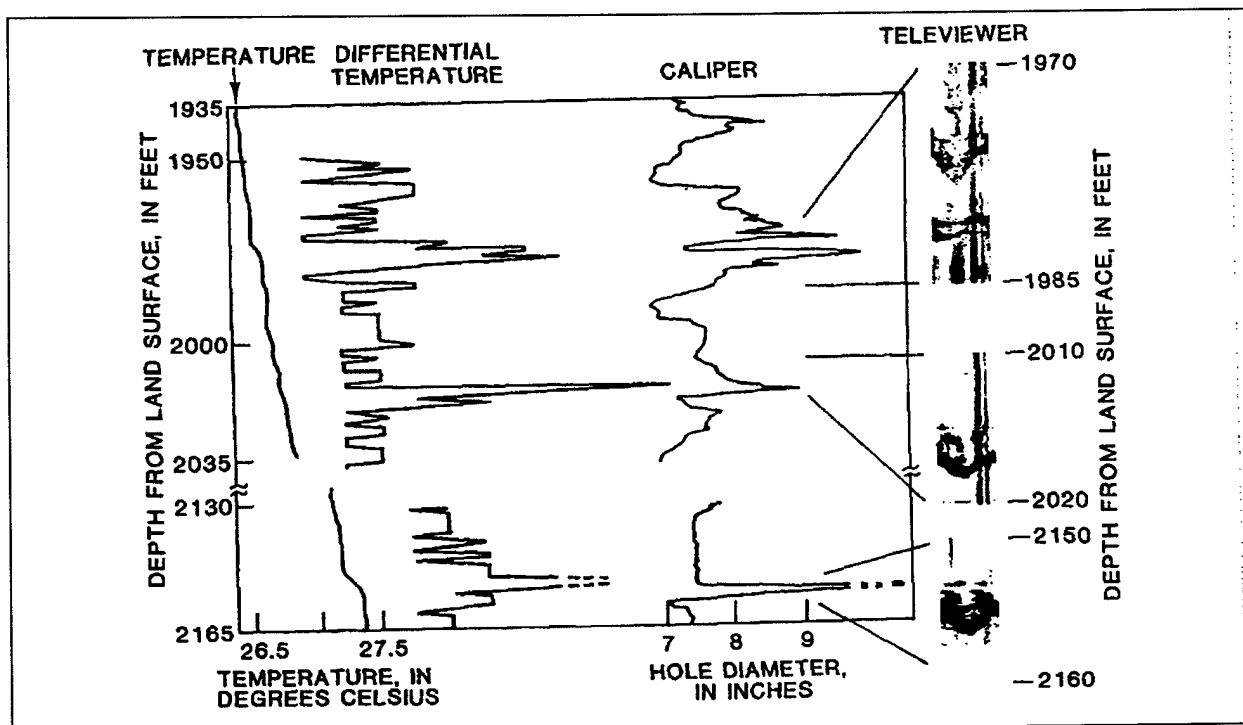 TEMPERATURE
DIFFERENTIAL
TEMPERATURE
CALIPER
TELEVIEWER
DEPTH FROM LAND SURFACE, IN FEET
1935
1950
2000
2035
2130
2165
26.5
27.5
TEMPERATURE, IN
DEGREES CELSIUS
7
8
9
HOLE DIAMETER,
IN INCHES
1970
1985
2010
2020
2150
2160
DEPTH FROM LAND SURFACE, IN FEET